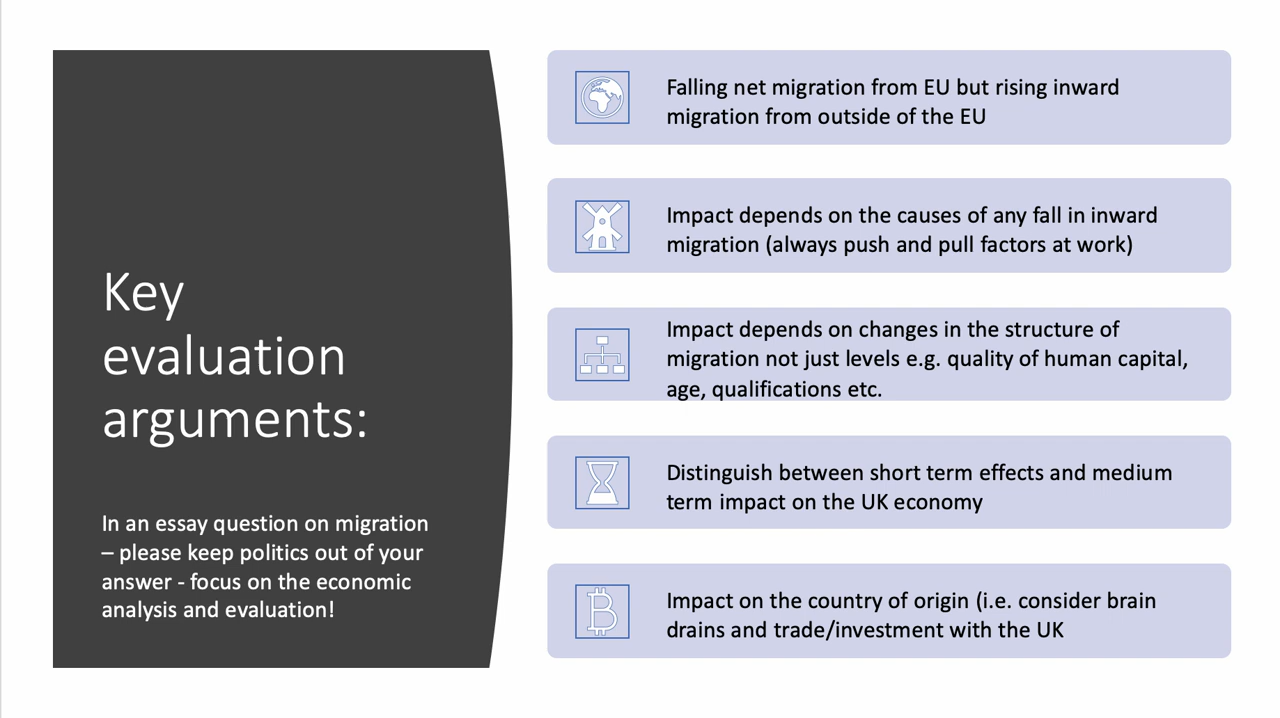 Key
evaluation
arguments:
In an essay question on migration
– please keep politics out of your
answer - focus on the economic
analysis and evaluation!
Falling net migration from EU but rising inward
migration from outside of the EU
Impact depends on the causes of any fall in inward
migration (always push and pull factors at work)
Impact depends on changes in the structure of
migration not just levels e.g. quality of human capital,
age, qualifications etc.
Distinguish between short term effects and medium
term impact on the UK economy
Impact on the country of origin (i.e. consider brain
drains and trade/investment with the UK